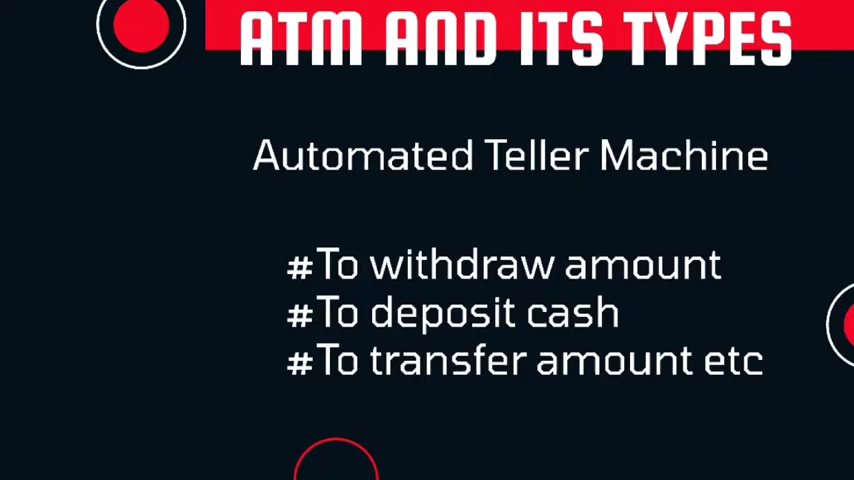 ATM AND ITS TYPES
Automated Teller Machine
#To withdraw amount
#To deposit cash
#To transfer amount etc